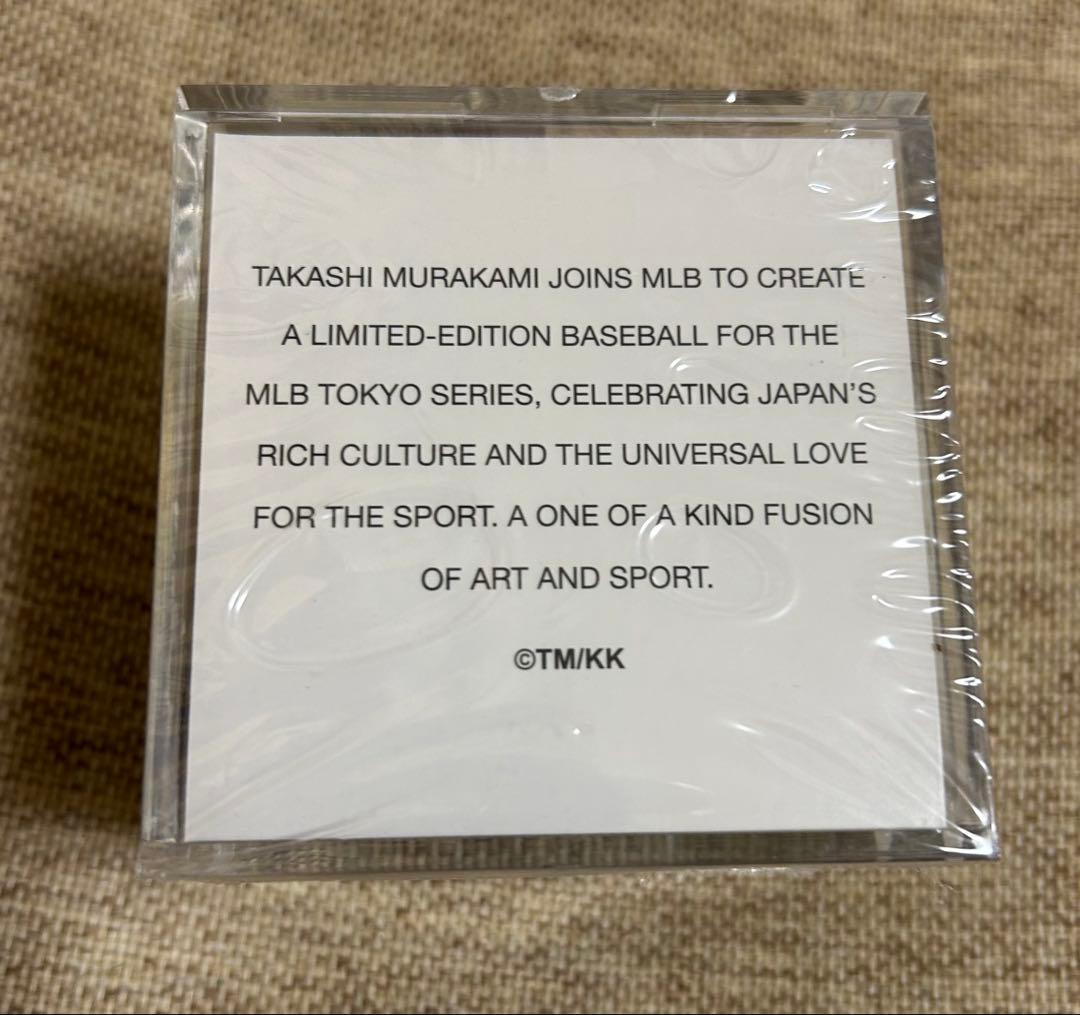 TAKASHI MURAKAMI JOINS MLB TO CREATE
A LIMITED-EDITION BASEBALL FOR THE
MLB TOKYO SERIES, CELEBRATING JAPAN'S
RICH CULTURE AND THE UNIVERSAL LOVE
FOR THE SPORT. A ONE OF A KIND FUSION
OF ART AND SPORT.
©TM/KK